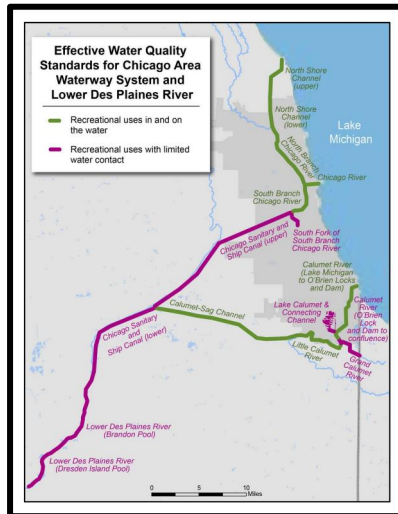 Effective Water Quality
Standards for Chicago Area
Waterway System and
Lower Des Plaines River
Recreational uses in and on
the water
Recreational uses with limited
water contact
North Shore
Channel
(upper)
North Shore
Channel
(lower)
Lake
Michigan
North Branch
Chicago River
Chicago River
South Branch
Chicago River
Chicago Sanitary and
Ship Canal (upper)
South Fork of
South Branch
Chicago River
Calumet River
(Lake Michigan
to O'Brien Locks
and Dam)
Calumet-Sag Channel
Lake Calumet &
Connecting
Channel
Calumet
River
(O'Brien
Lock
and Dam to
confluence)
Chicago Sanitary
and
Ship Canal (lower)
Little Calumet
River
Grand
Calumet
River
Lower Des Plaines River
(Brandon Pool)
Lower Des Plaines River
(Dresden Island Pool)
0 5 10
Miles